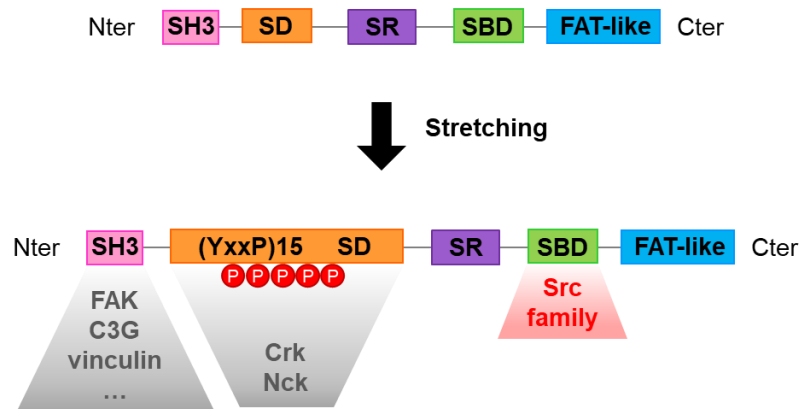 Nter SH3 SD SR SBD FAT-like Cter
Stretching
Nter SH3 (YxxP)15 SD SR SBD FAT-like Cter
P P P P P
FAK
C3G
vinculin
…
Crk
Nck
Src
family